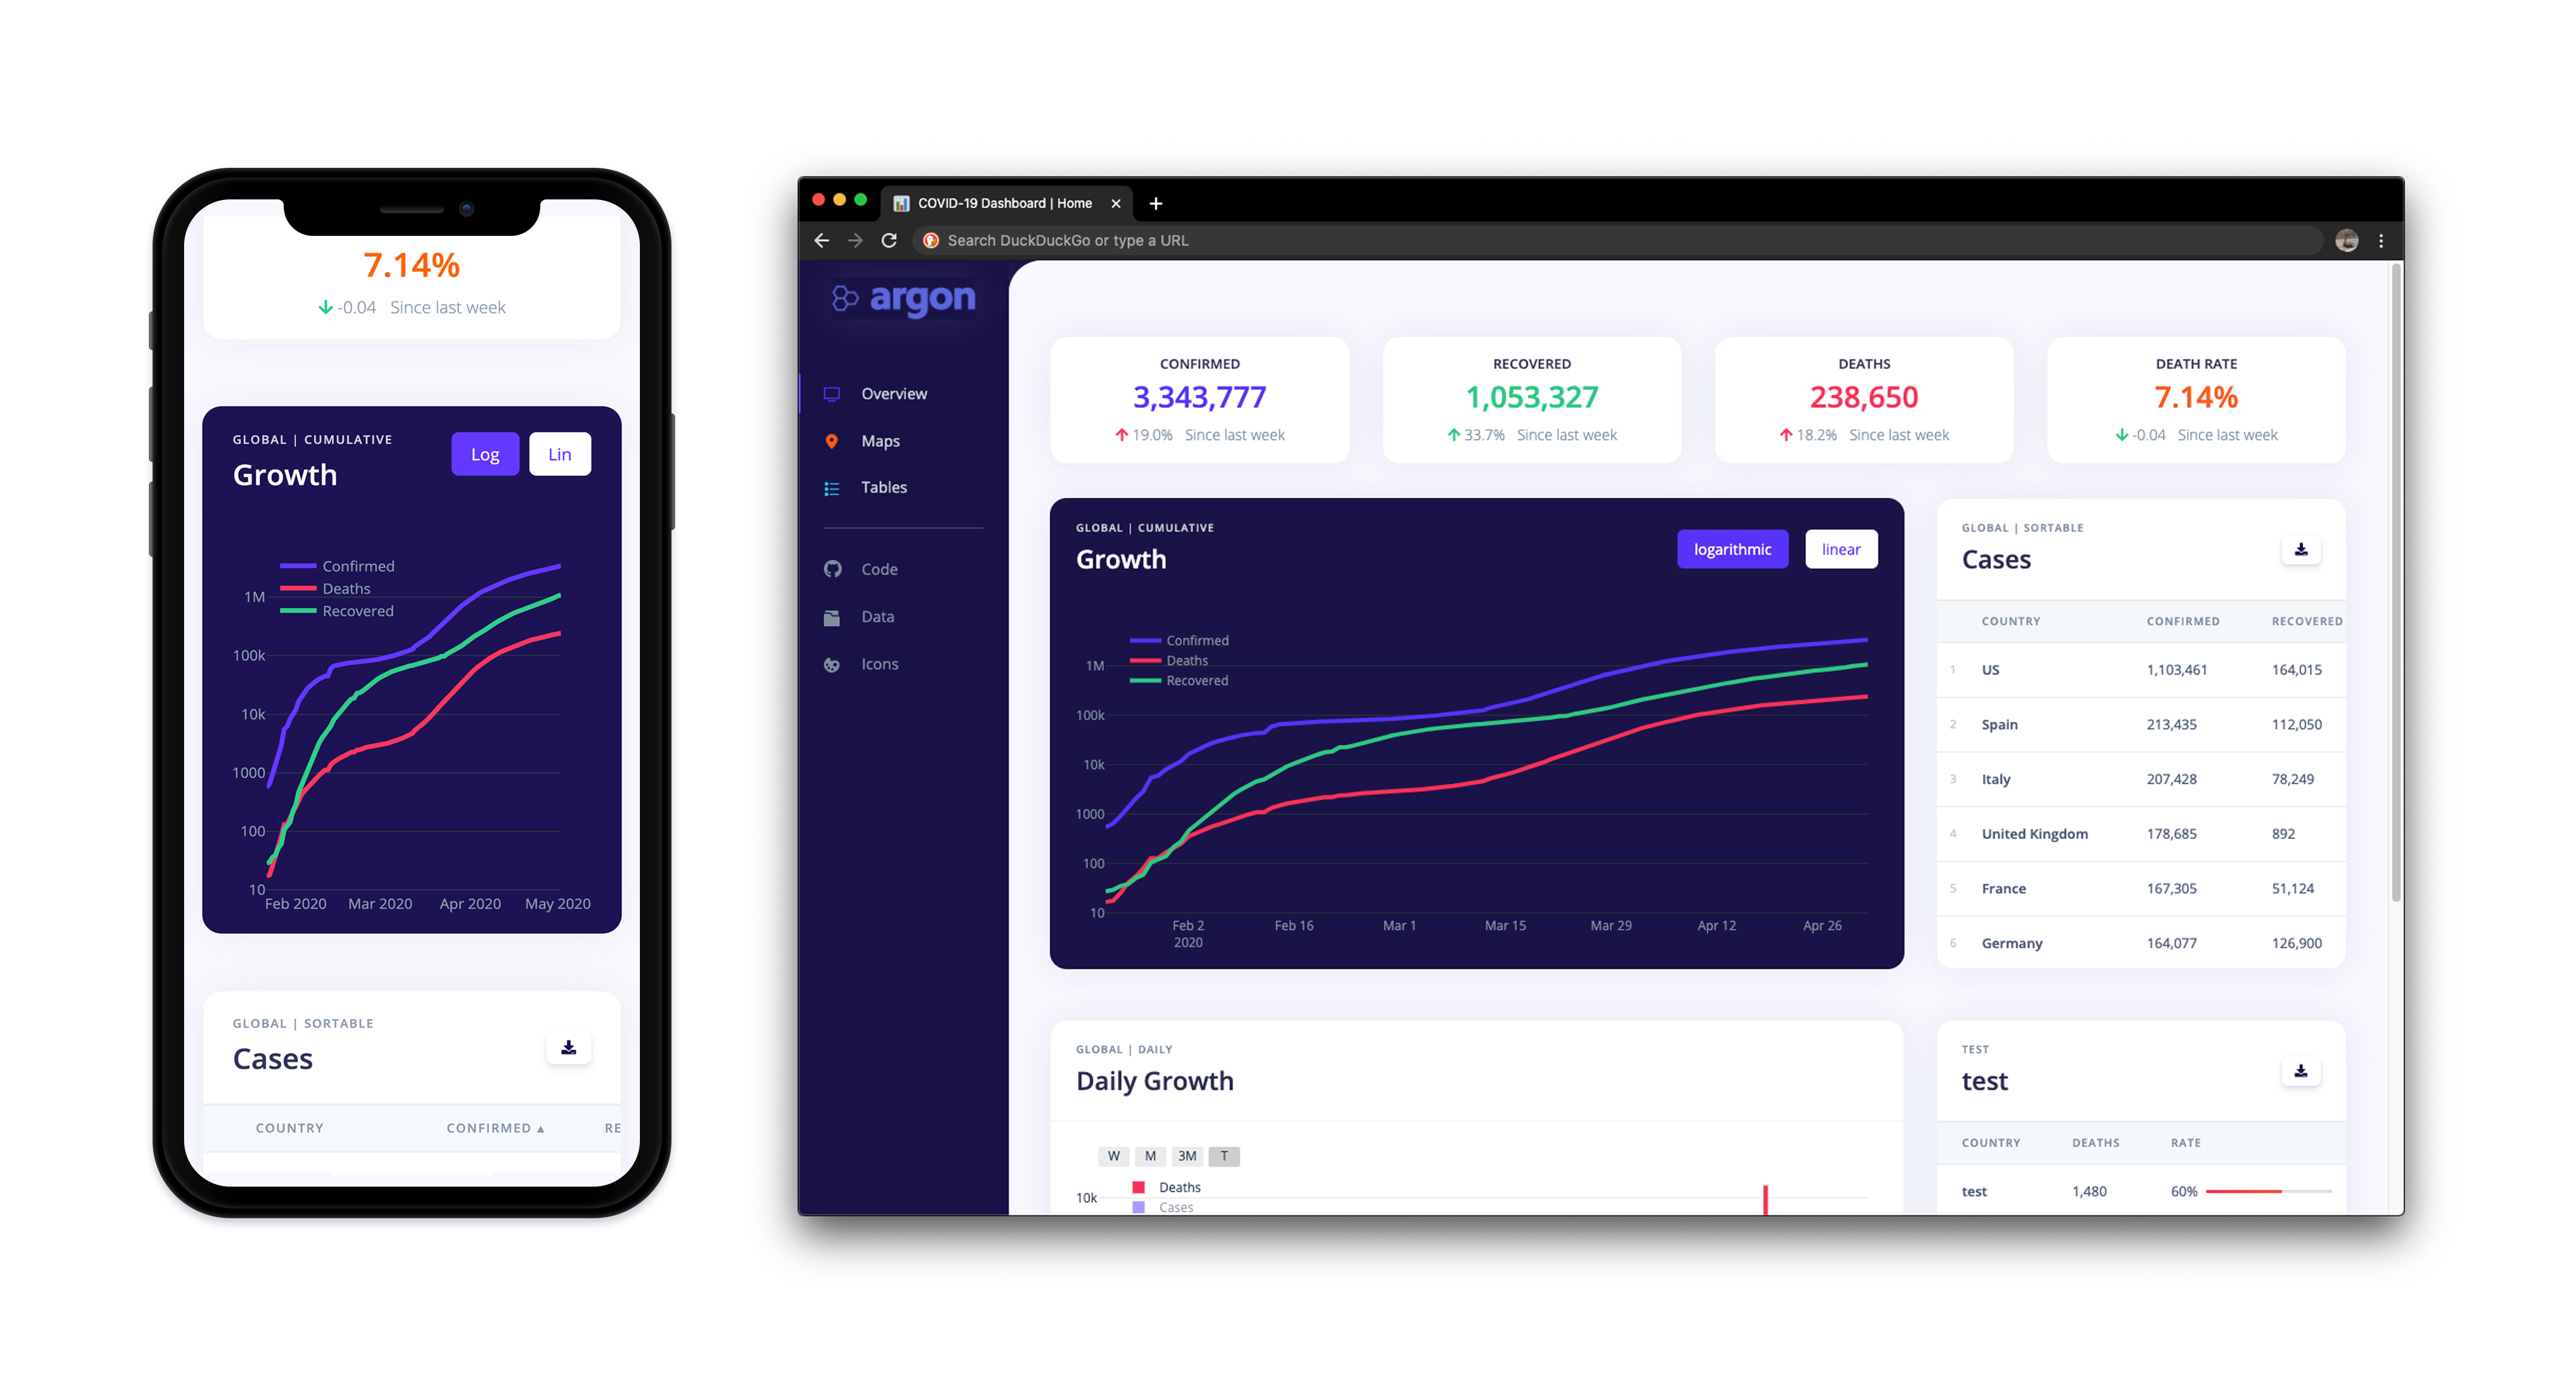 7.14%
-0.04 Since last week
GLOBAL | CUMULATIVE
Growth
Log
Lin
Confirmed
Deaths
Recovered
1M
100k
10k
1000
100
10
Feb 2020 Mar 2020 Apr 2020 May 2020
GLOBAL | SORTABLE
Cases
COUNTRY CONFIRMED ▲ RE
COVID-19 Dashboard | Home
Search DuckDuckGo or type a URL
argon
Overview
Maps
Tables
Code
Data
Icons
CONFIRMED
3,343,777
19.0% Since last week
RECOVERED
1,053,327
33.7% Since last week
DEATHS
238,650
18.2% Since last week
DEATH RATE
7.14%
-0.04 Since last week
GLOBAL | CUMULATIVE
Growth
logarithmic
linear
Confirmed
Deaths
Recovered
1M
100k
10k
1000
100
10
Feb 2 Feb 16 Mar 1 Mar 15 Mar 29 Apr 12 Apr 26
2020
GLOBAL | SORTABLE
Cases
COUNTRY CONFIRMED RECOVERED
1 US 1,103,461 164,015
2 Spain 213,435 112,050
3 Italy 207,428 78,249
4 United Kingdom 178,685 892
5 France 167,305 51,124
6 Germany 164,077 126,900
GLOBAL | DAILY
Daily Growth
W M 3M T
Deaths
Cases
10k
TEST
test
COUNTRY DEATHS RATE
test 1,480 60%